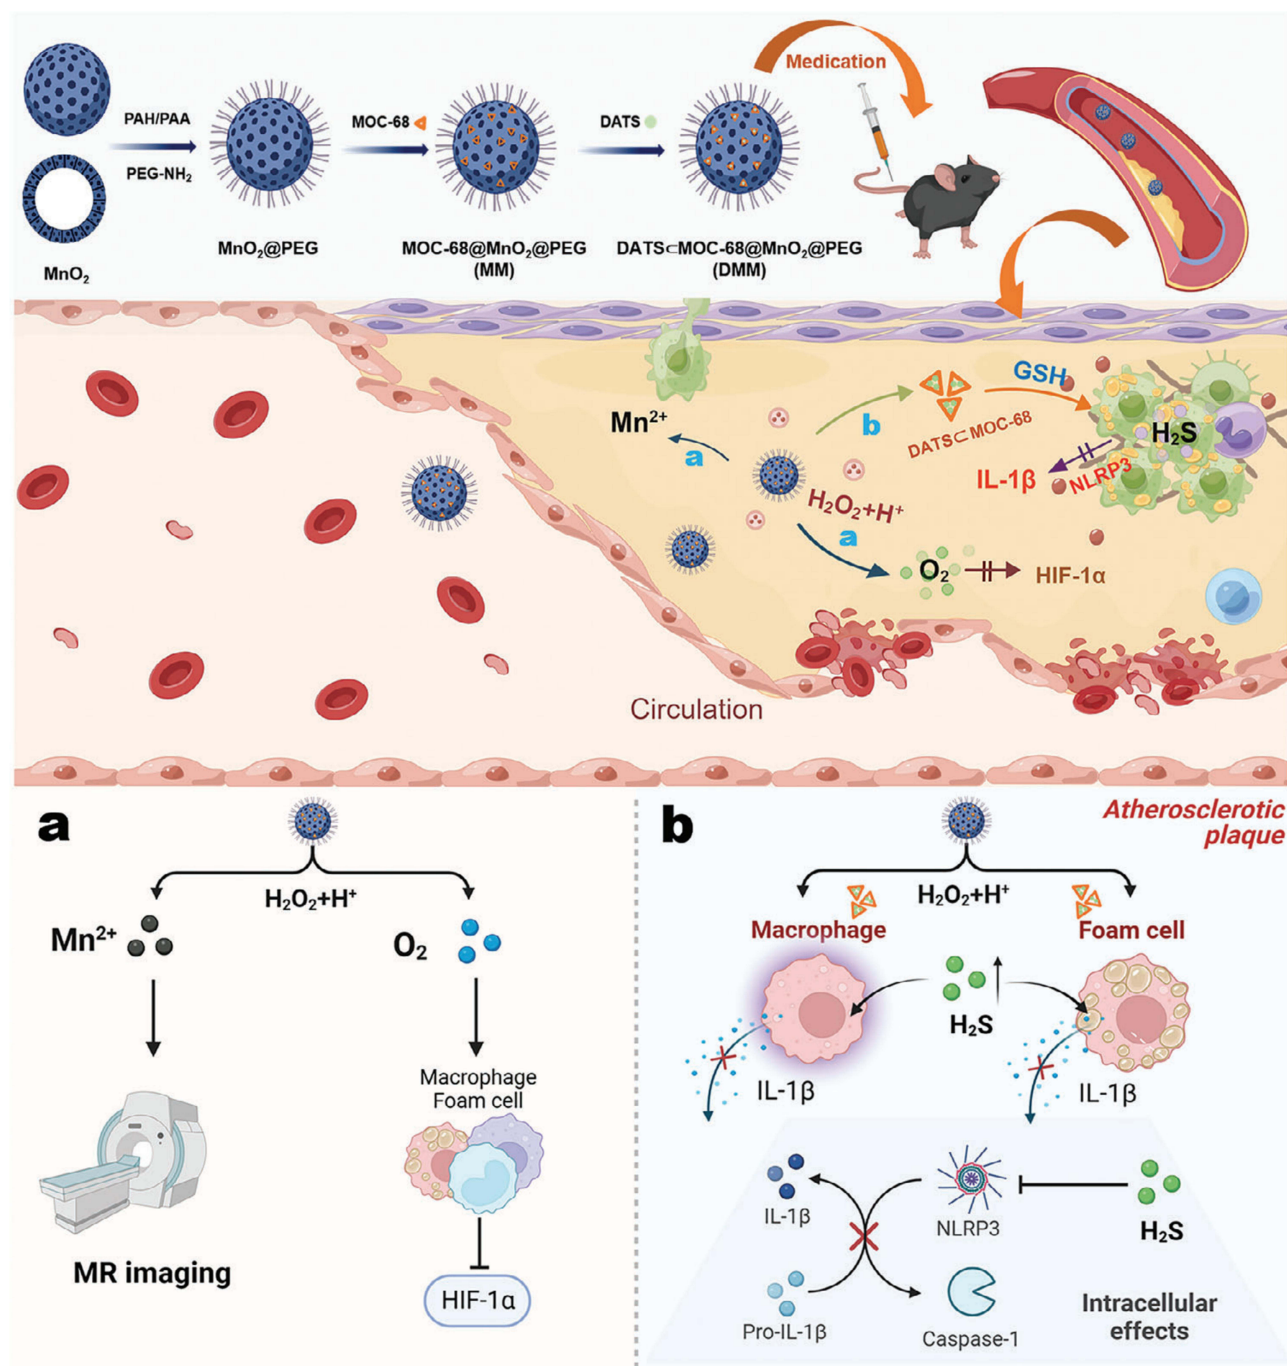 Medication
PAH/PAA
PEG-NH₂
MOC-68
DATS
MnO₂
MnO₂@PEG
MOC-68@MnO₂@PEG
(MM)
DATS⊂MOC-68@MnO₂@PEG
(DMM)
Mn²⁺
a
b
DATS⊂MOC-68
GSH
H₂S
IL-1β
NLRP3
H₂O₂+H⁺
a
O₂
HIF-1α
Circulation
a
H₂O₂+H⁺
Mn²⁺
O₂
Macrophage
Foam cell
MR imaging
HIF-1α
b
Atherosclerotic
plaque
H₂O₂+H⁺
Macrophage
Foam cell
H₂S
IL-1β
IL-1β
IL-1β
NLRP3
H₂S
Pro-IL-1β
Caspase-1
Intracellular
effects